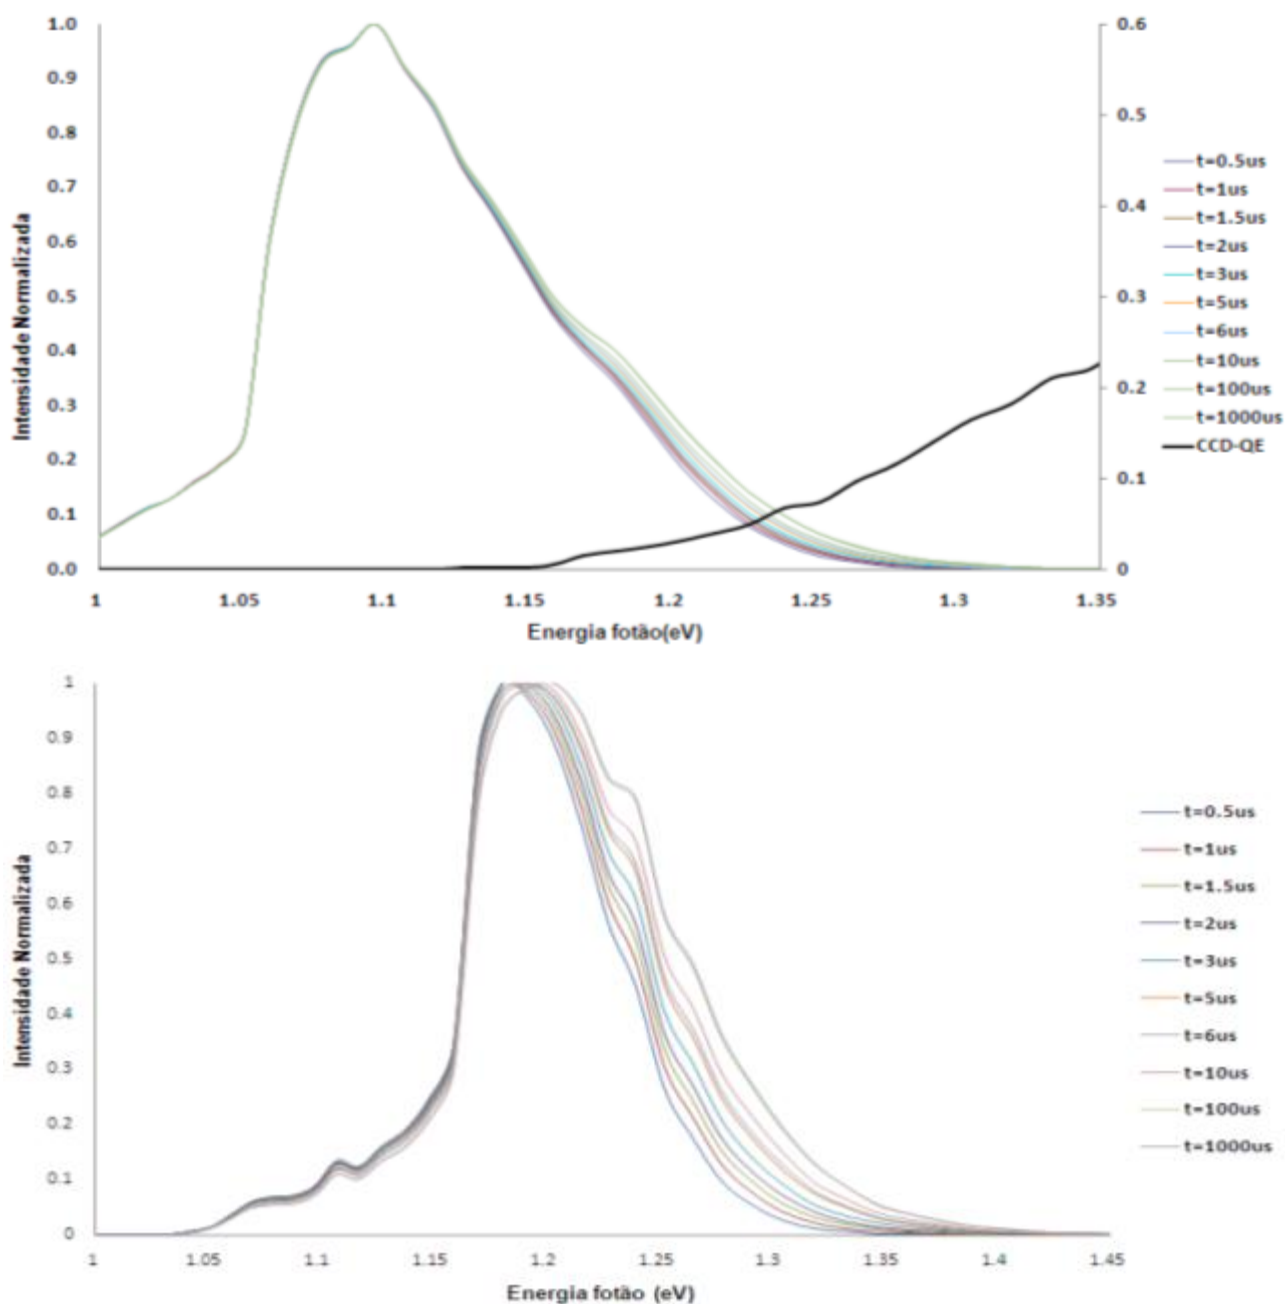 1.0
0.9
0.8
0.7
0.6
0.5
0.4
0.3
0.2
0.1
0.0
Intensidade Normalizada
0.6
0.5
0.4
0.3
0.2
0.1
0
1 1.05 1.1 1.15 1.2 1.25 1.3 1.35
Energia fotão(eV)
t=0.5us
t=1us
t=1.5us
t=2us
t=3us
t=5us
t=6us
t=10us
t=100us
t=1000us
CCD-QE
1
0.9
0.8
0.7
0.6
0.5
0.4
0.3
0.2
0.1
0
Intensidade Normalizada
1 1.05 1.1 1.15 1.2 1.25 1.3 1.35 1.4 1.45
Energia fotão (eV)
t=0.5us
t=1us
t=1.5us
t=2us
t=3us
t=5us
t=6us
t=10us
t=100us
t=1000us